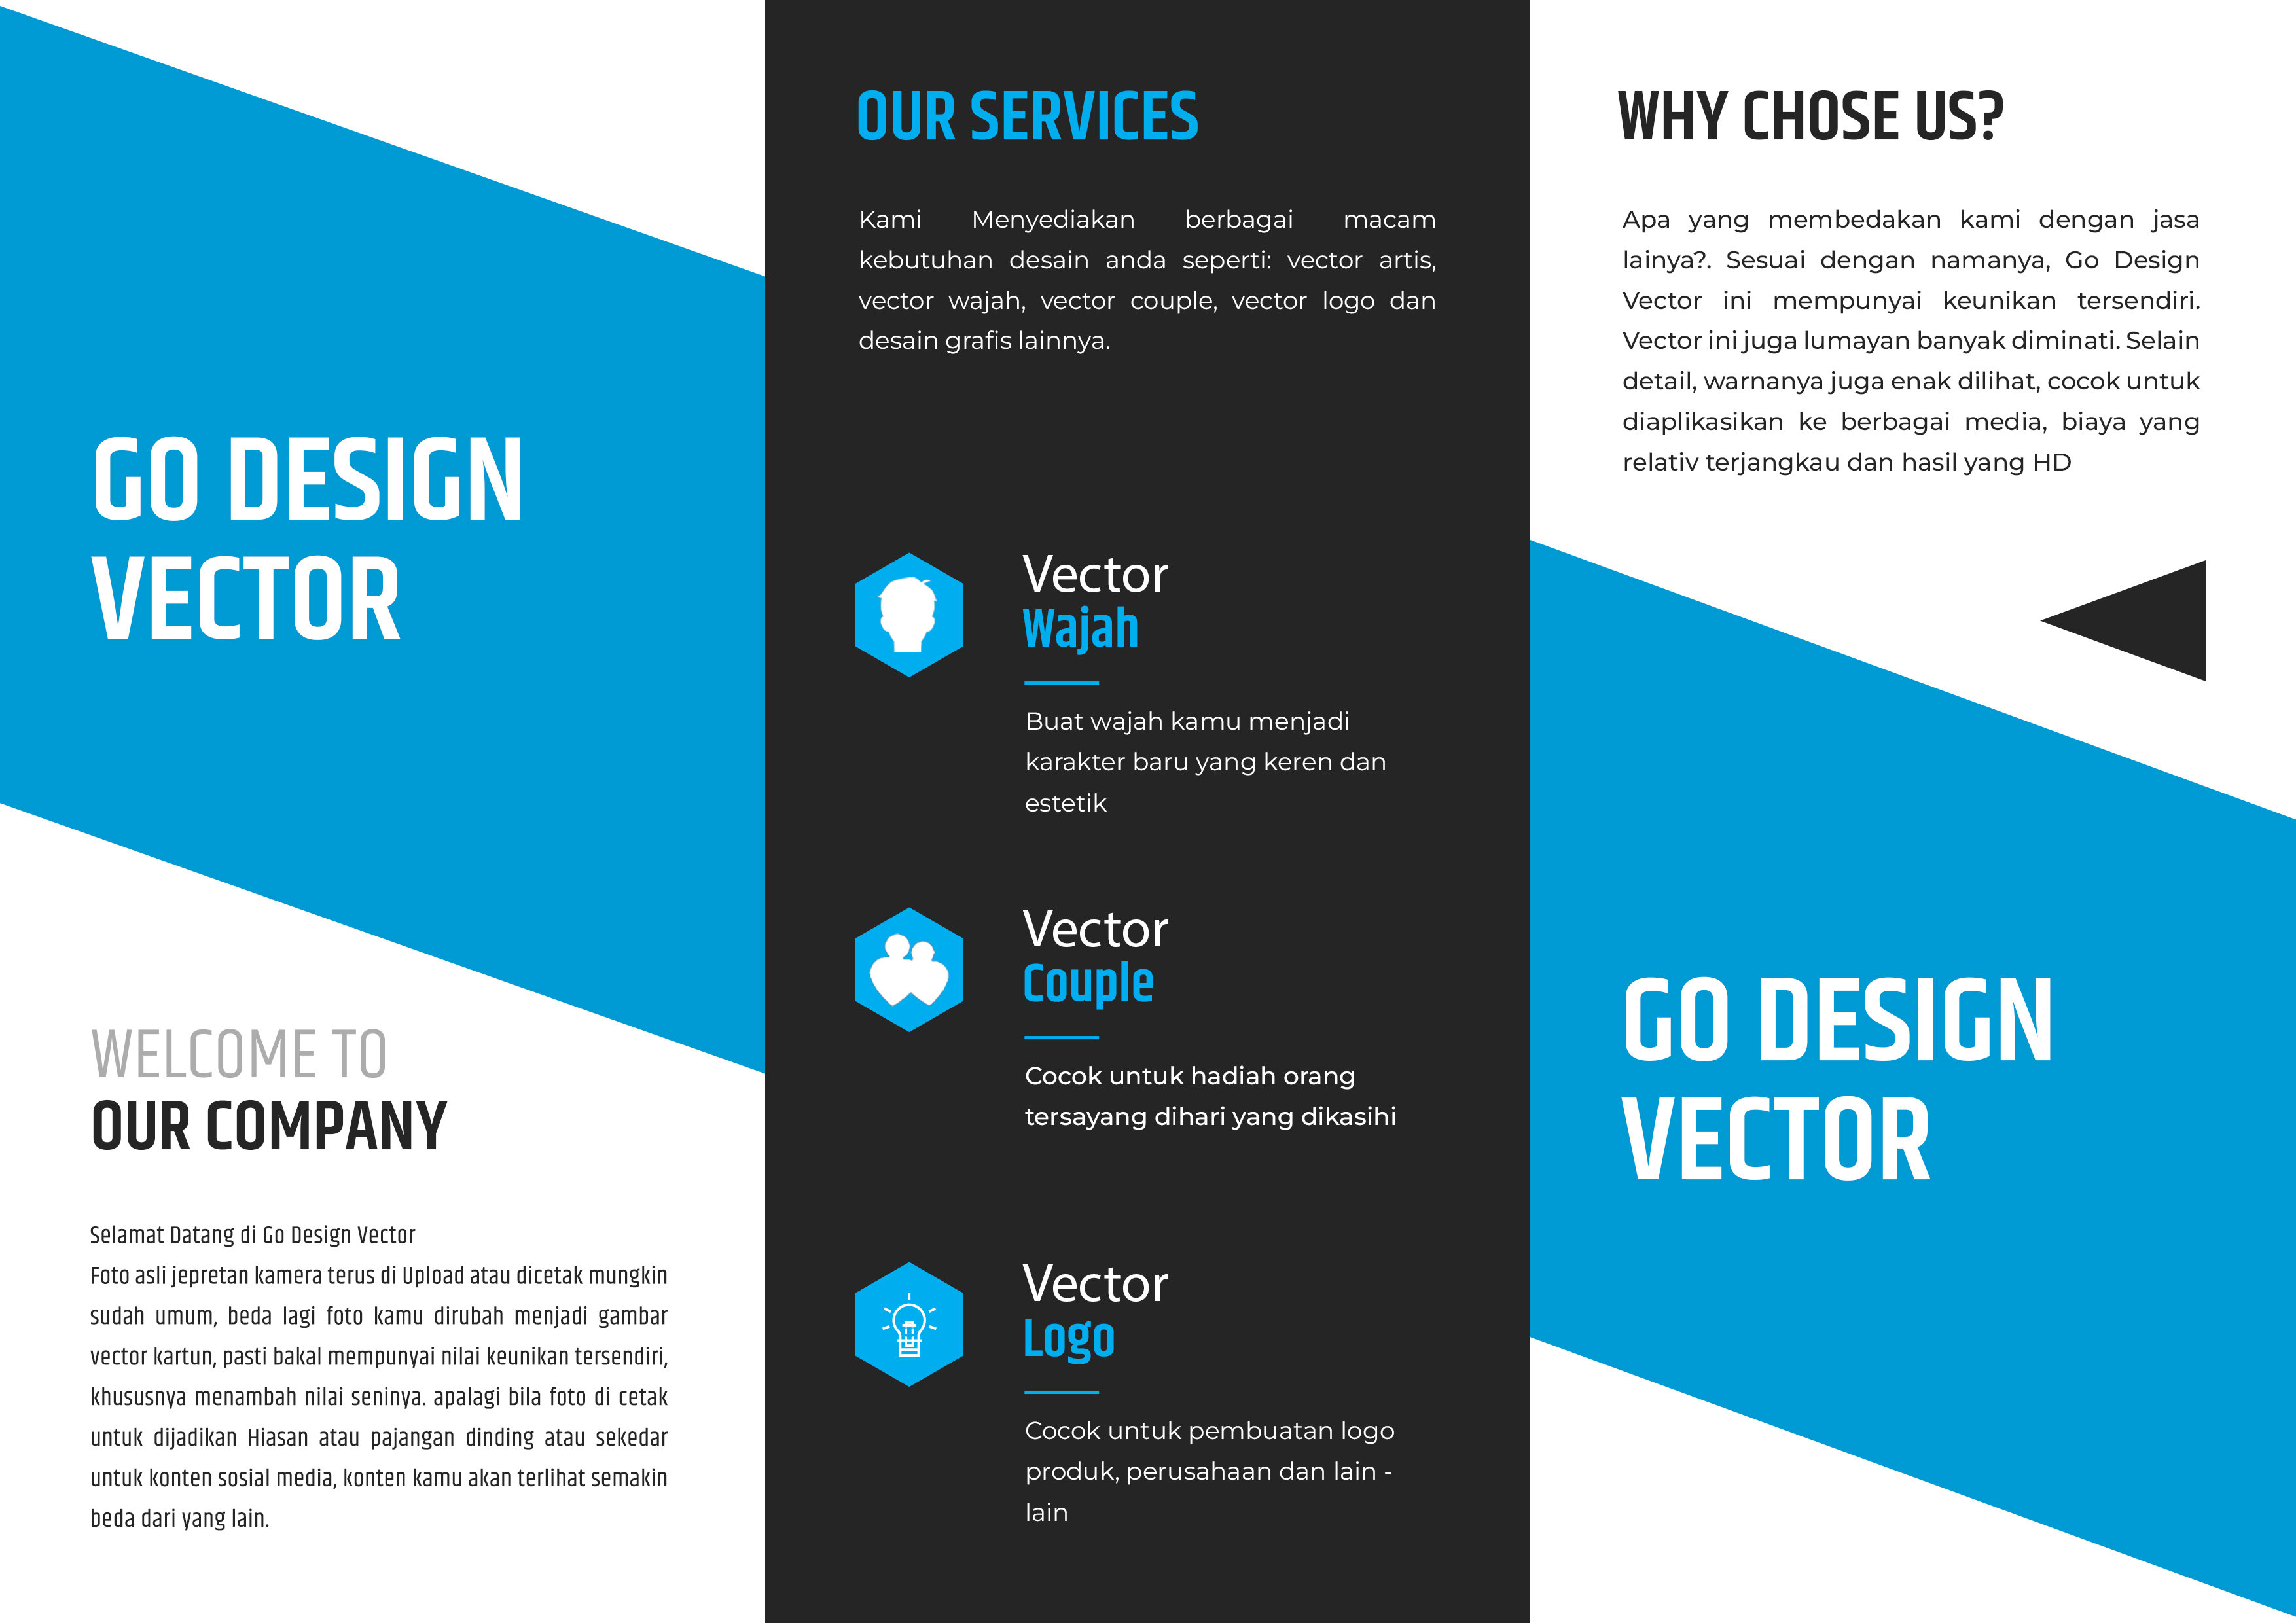 GO DESIGN
VECTOR
WELCOME TO
OUR COMPANY
Selamat Datang di Go Design Vector
Foto asli jepretan kamera terus di Upload atau dicetak mungkin
sudah umum, beda lagi foto kamu dirubah menjadi gambar
vector kartun, pasti bakal mempunyai nilai keunikan tersendiri,
khususnya menambah nilai seninya. apalagi bila foto di cetak
untuk dijadikan Hiasan atau pajangan dinding atau sekedar
untuk konten sosial media, konten kamu akan terlihat semakin
beda dari yang lain.
OUR SERVICES
Kami Menyediakan berbagai macam
kebutuhan desain anda seperti: vector artis,
vector wajah, vector couple, vector logo dan
desain grafis lainnya.
Vector
Wajah
Buat wajah kamu menjadi
karakter baru yang keren dan
estetik
Vector
Couple
Cocok untuk hadiah orang
tersayang dihari yang dikasihi
Vector
Logo
Cocok untuk pembuatan logo
produk, perusahaan dan lain -
lain
WHY CHOSE US?
Apa yang membedakan kami dengan jasa
lainya?. Sesuai dengan namanya, Go Design
Vector ini mempunyai keunikan tersendiri.
Vector ini juga lumayan banyak diminati. Selain
detail, warnanya juga enak dilihat, cocok untuk
diaplikasikan ke berbagai media, biaya yang
relativ terjangkau dan hasil yang HD
GO DESIGN
VECTOR